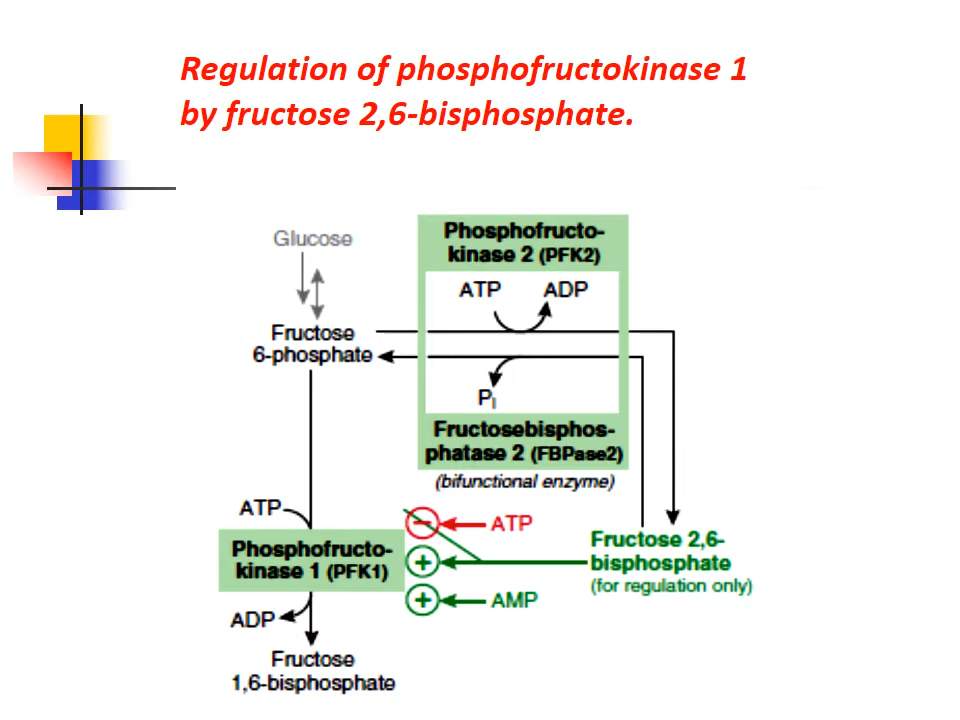 Regulation of phosphofructokinase 1
by fructose 2,6-bisphosphate.
Glucose
Phosphofructo-
kinase 2 (PFK2)
ATP
ADP
Fructose
6-phosphate
Pi
Fructosebisphos-
phatase 2 (FBPase2)
(bifunctional enzyme)
ATP
− ATP
Phosphofructo-
kinase 1 (PFK1)
+
Fructose 2,6-
bisphosphate
(for regulation only)
+ AMP
ADP
Fructose
1,6-bisphosphate